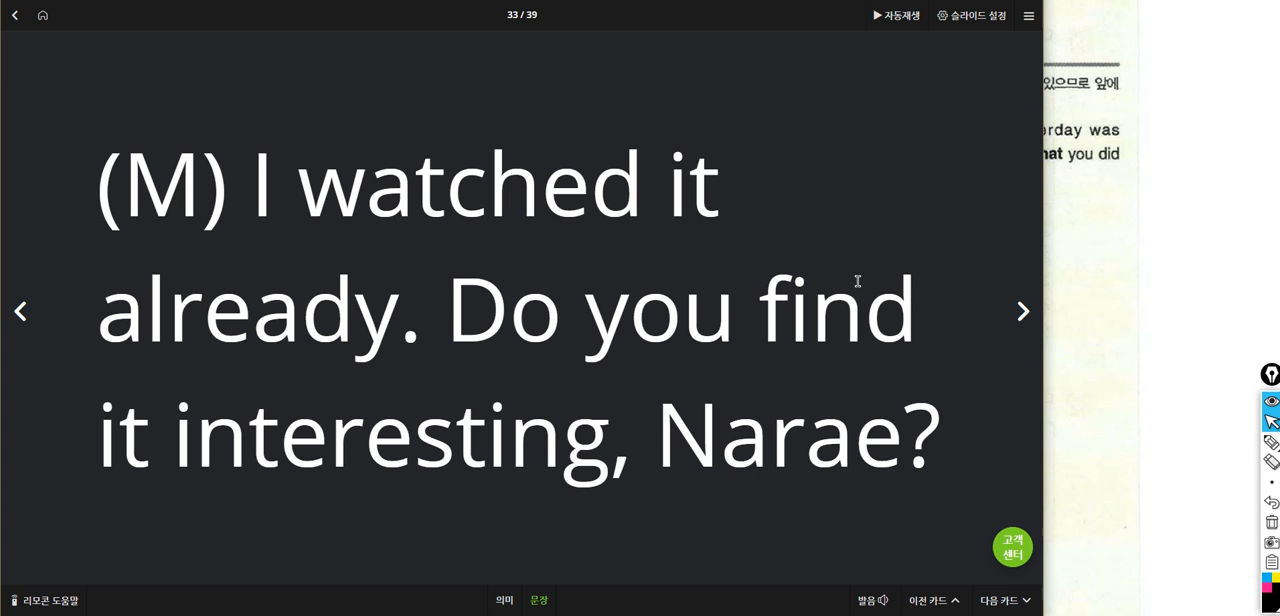 33 / 39
▶ 자동재생
슬라이드 설정
(M) I watched it
already. Do you find
it interesting, Narae?
있으므로 앞에
erday was
hat you did
고객
센터
리모콘 도움말
의미
문장
발음
이전 카드
다음 카드